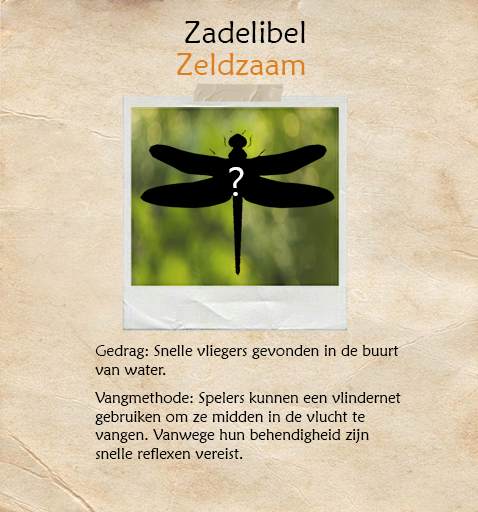 Zadelibel
Zeldzaam
?
Gedrag: Snelle vliegers gevonden in de buurt
van water.
Vangmethode: Spelers kunnen een vlindernet
gebruiken om ze midden in de vlucht te
vangen. Vanwege hun behendigheid zijn
snelle reflexen vereist.